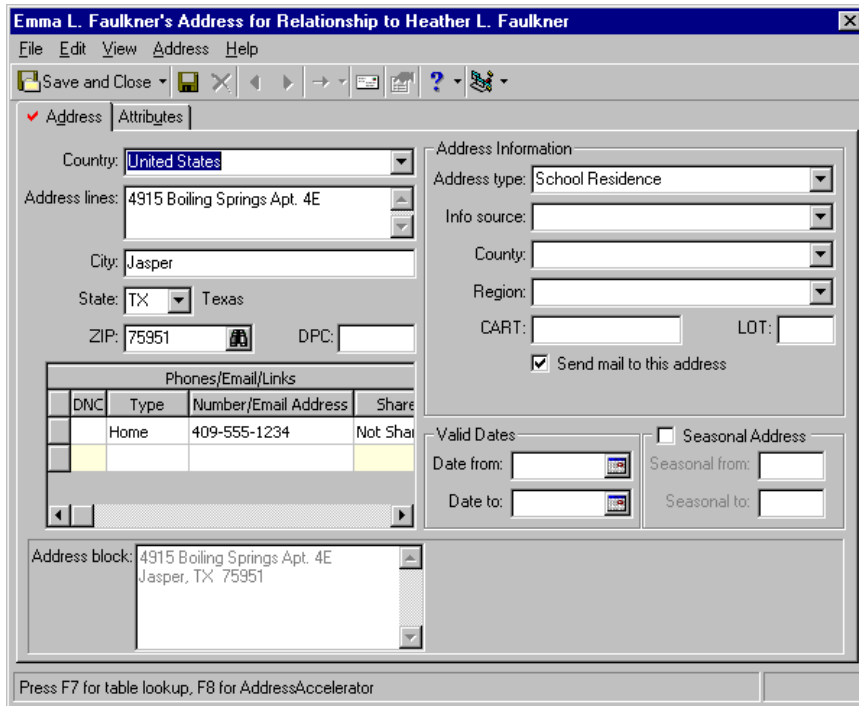 Emma L. Faulkner's Address for Relationship to Heather L. Faulkner
File Edit View Address Help
Save and Close
Address Attributes
Country: United States
Address lines: 4915 Boiling Springs Apt. 4E
City: Jasper
State: TX Texas
ZIP: 75951 DPC:
Phones/Email/Links
DNC Type Number/Email Address Share
Home 409-555-1234 Not Shar
Address Information
Address type: School Residence
Info source:
County:
Region:
CART: LOT:
Send mail to this address
Valid Dates
Date from:
Date to:
Seasonal Address
Seasonal from:
Seasonal to:
Address block: 4915 Boiling Springs Apt. 4E
Jasper, TX 75951
Press F7 for table lookup, F8 for AddressAccelerator